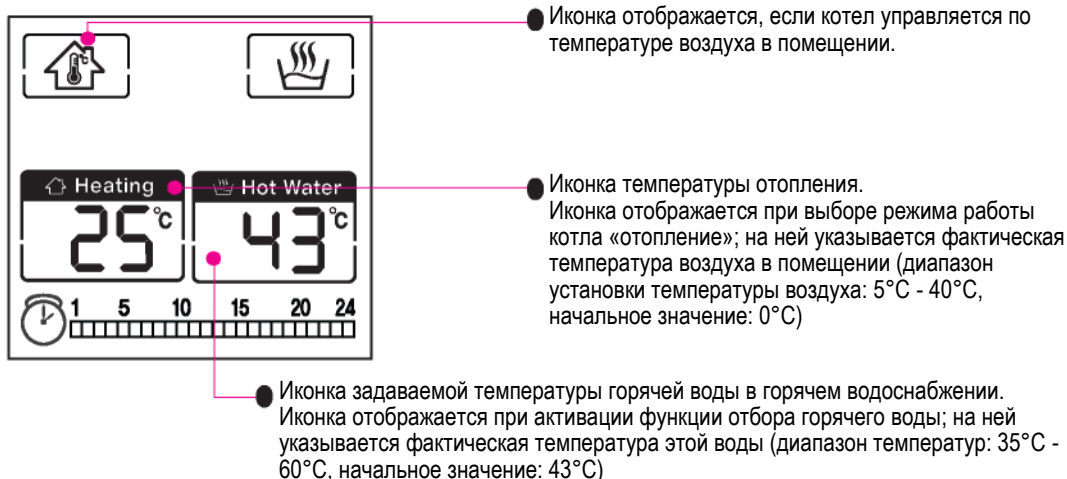 Иконка отображается, если котел управляется по
температуре воздуха в помещении.
°C
Heating
Hot Water
25°C
43°C
1 5 10 15 20 24
Иконка температуры отопления.
Иконка отображается при выборе режима работы
котла «отопление»; на ней указывается фактическая
температура воздуха в помещении (диапазон
установки температуры воздуха: 5°C - 40°C,
начальное значение: 0°C)
Иконка задаваемой температуры горячей воды в горячем водоснабжении.
Иконка отображается при активации функции отбора горячего воды; на ней
указывается фактическая температура этой воды (диапазон температур: 35°C -
60°C, начальное значение: 43°C)